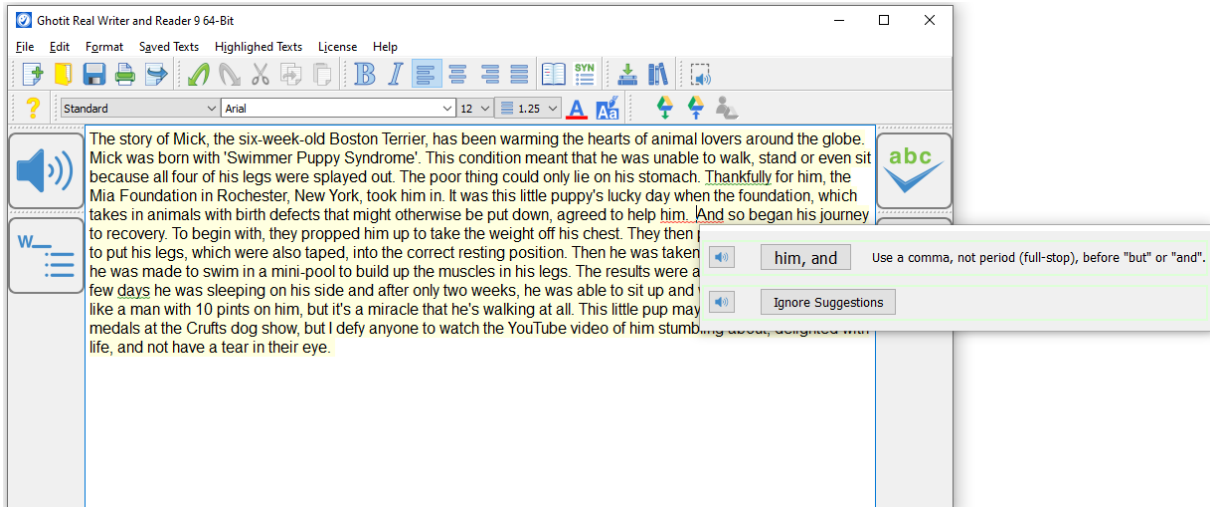 Ghotit Real Writer and Reader 9 64-Bit
File Edit Format Saved Texts Highlighted Texts License Help
B I SYN
? Standard Arial 12 1.25 A Aa
The story of Mick, the six-week-old Boston Terrier, has been warming the hearts of animal lovers around the globe.
Mick was born with 'Swimmer Puppy Syndrome'. This condition meant that he was unable to walk, stand or even sit
because all four of his legs were splayed out. The poor thing could only lie on his stomach. Thankfully for him, the
Mia Foundation in Rochester, New York, took him in. It was this little puppy's lucky day when the foundation, which
takes in animals with birth defects that might otherwise be put down, agreed to help him. And so began his journey
to recovery. To begin with, they propped him up to take the weight off his chest. They then
to put his legs, which were also taped, into the correct resting position. Then he was taken
he was made to swim in a mini-pool to build up the muscles in his legs. The results were a
few days he was sleeping on his side and after only two weeks, he was able to sit up and
like a man with 10 pints on him, but it's a miracle that he's walking at all. This little pup may
medals at the Crufts dog show, but I defy anyone to watch the YouTube video of him stumbling about, delighted with
life, and not have a tear in their eye.
abc
W
him, and Use a comma, not period (full-stop), before "but" or "and".
Ignore Suggestions